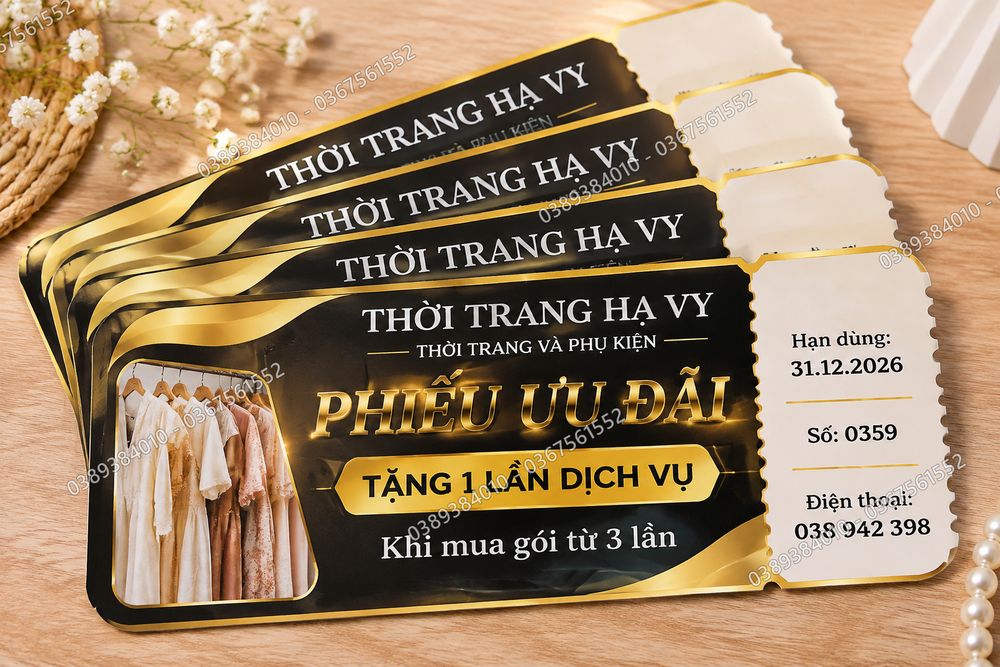 THỜI TRANG HẠ VY
THỜI TRANG HẠ VY
THỜI TRANG HẠ VY
THỜI TRANG HẠ VY
THỜI TRANG VÀ PHỤ KIỆN
PHIẾU ƯU ĐÃI
TẶNG 1 LẦN DỊCH VỤ
Khi mua gói từ 3 lần
Hạn dùng:
31.12.2026
Số: 0359
Điện thoại:
038 942 398
0389384010 - 0367561552
0389384010 - 0367561552
0389384010 - 0367561552
0389384010 - 0367561552
0389384010 - 0367561552